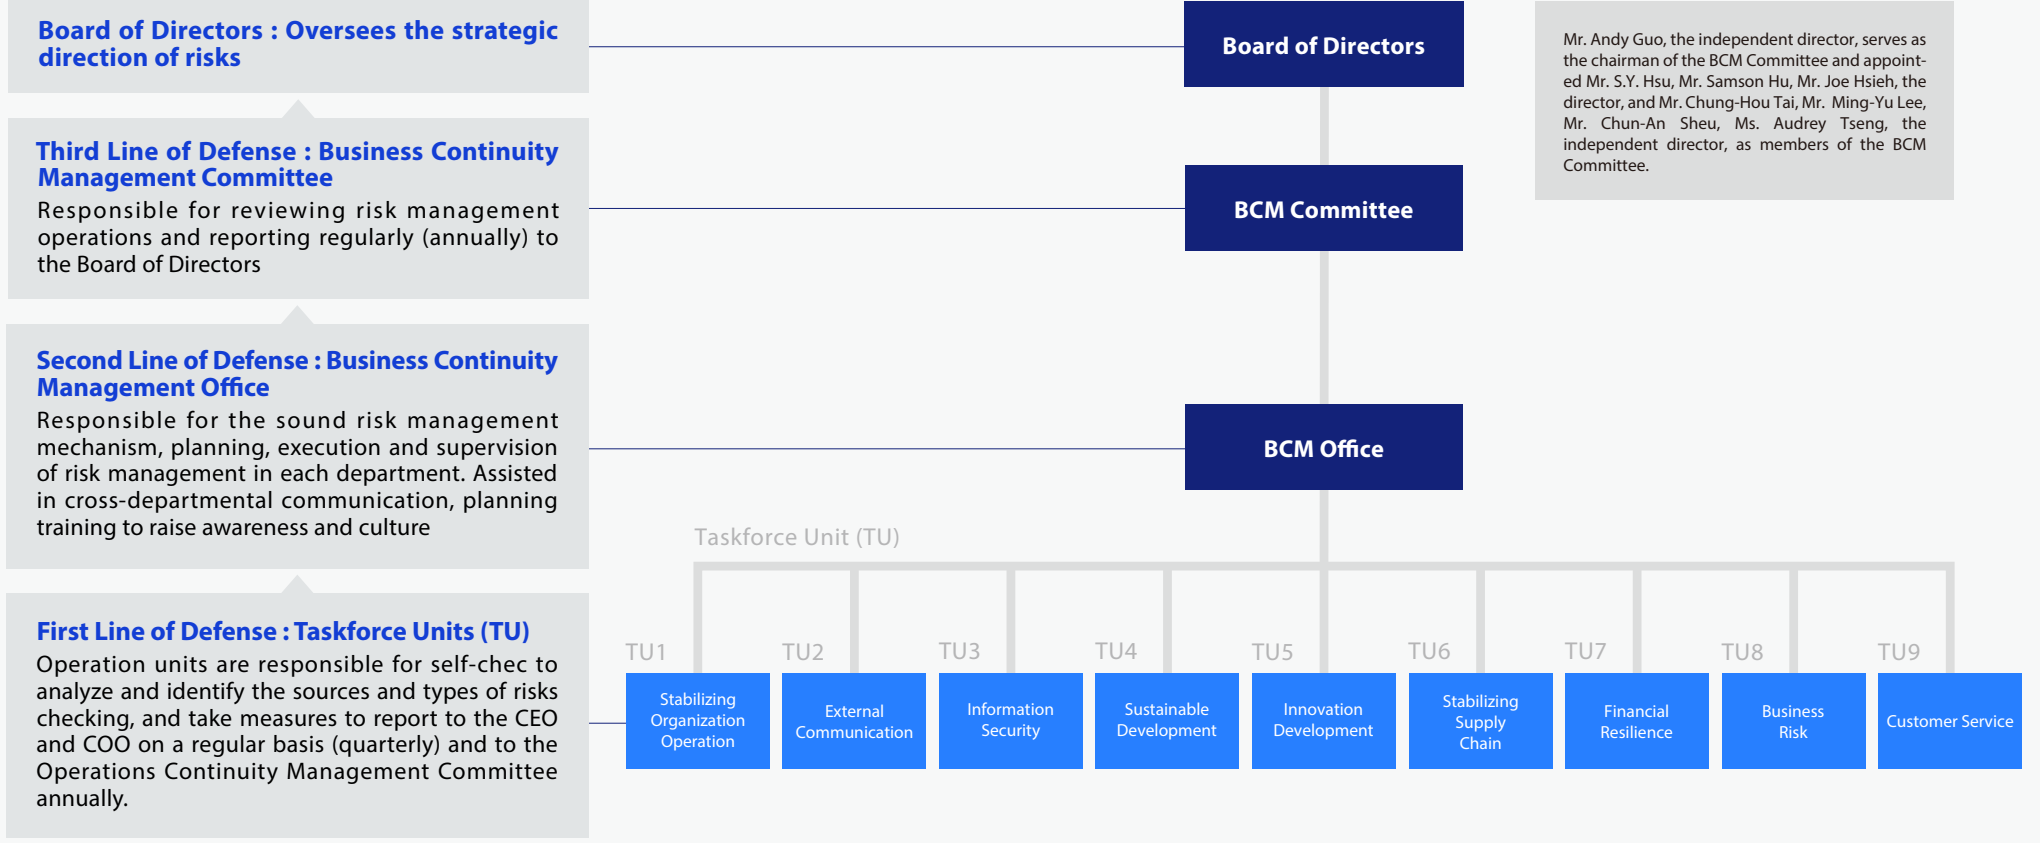 Board of Directors : Oversees the strategic
direction of risks
Third Line of Defense : Business Continuity
Management Committee
Responsible for reviewing risk management
operations and reporting regularly (annually) to
the Board of Directors
Second Line of Defense : Business Continuity
Management Office
Responsible for the sound risk management
mechanism, planning, execution and supervision
of risk management in each department. Assisted
in cross-departmental communication, planning
training to raise awareness and culture
First Line of Defense : Taskforce Units (TU)
Operation units are responsible for self-chec to
analyze and identify the sources and types of risks
checking, and take measures to report to the CEO
and COO on a regular basis (quarterly) and to the
Operations Continuity Management Committee
annually.
Board of Directors
BCM Committee
BCM Office
Mr. Andy Guo, the independent director, serves as
the chairman of the BCM Committee and appoint-
ed Mr. S.Y. Hsu, Mr. Samson Hu, Mr. Joe Hsieh, the
director, and Mr. Chung-Hou Tai, Mr. Ming-Yu Lee,
Mr. Chun-An Sheu, Ms. Audrey Tseng, the
independent director, as members of the BCM
Committee.
Taskforce Unit (TU)
TU1
Stabilizing
Organization
Operation
TU2
External
Communication
TU3
Information
Security
TU4
Sustainable
Development
TU5
Innovation
Development
TU6
Stabilizing
Supply
Chain
TU7
Financial
Resilience
TU8
Business
Risk
TU9
Customer Service